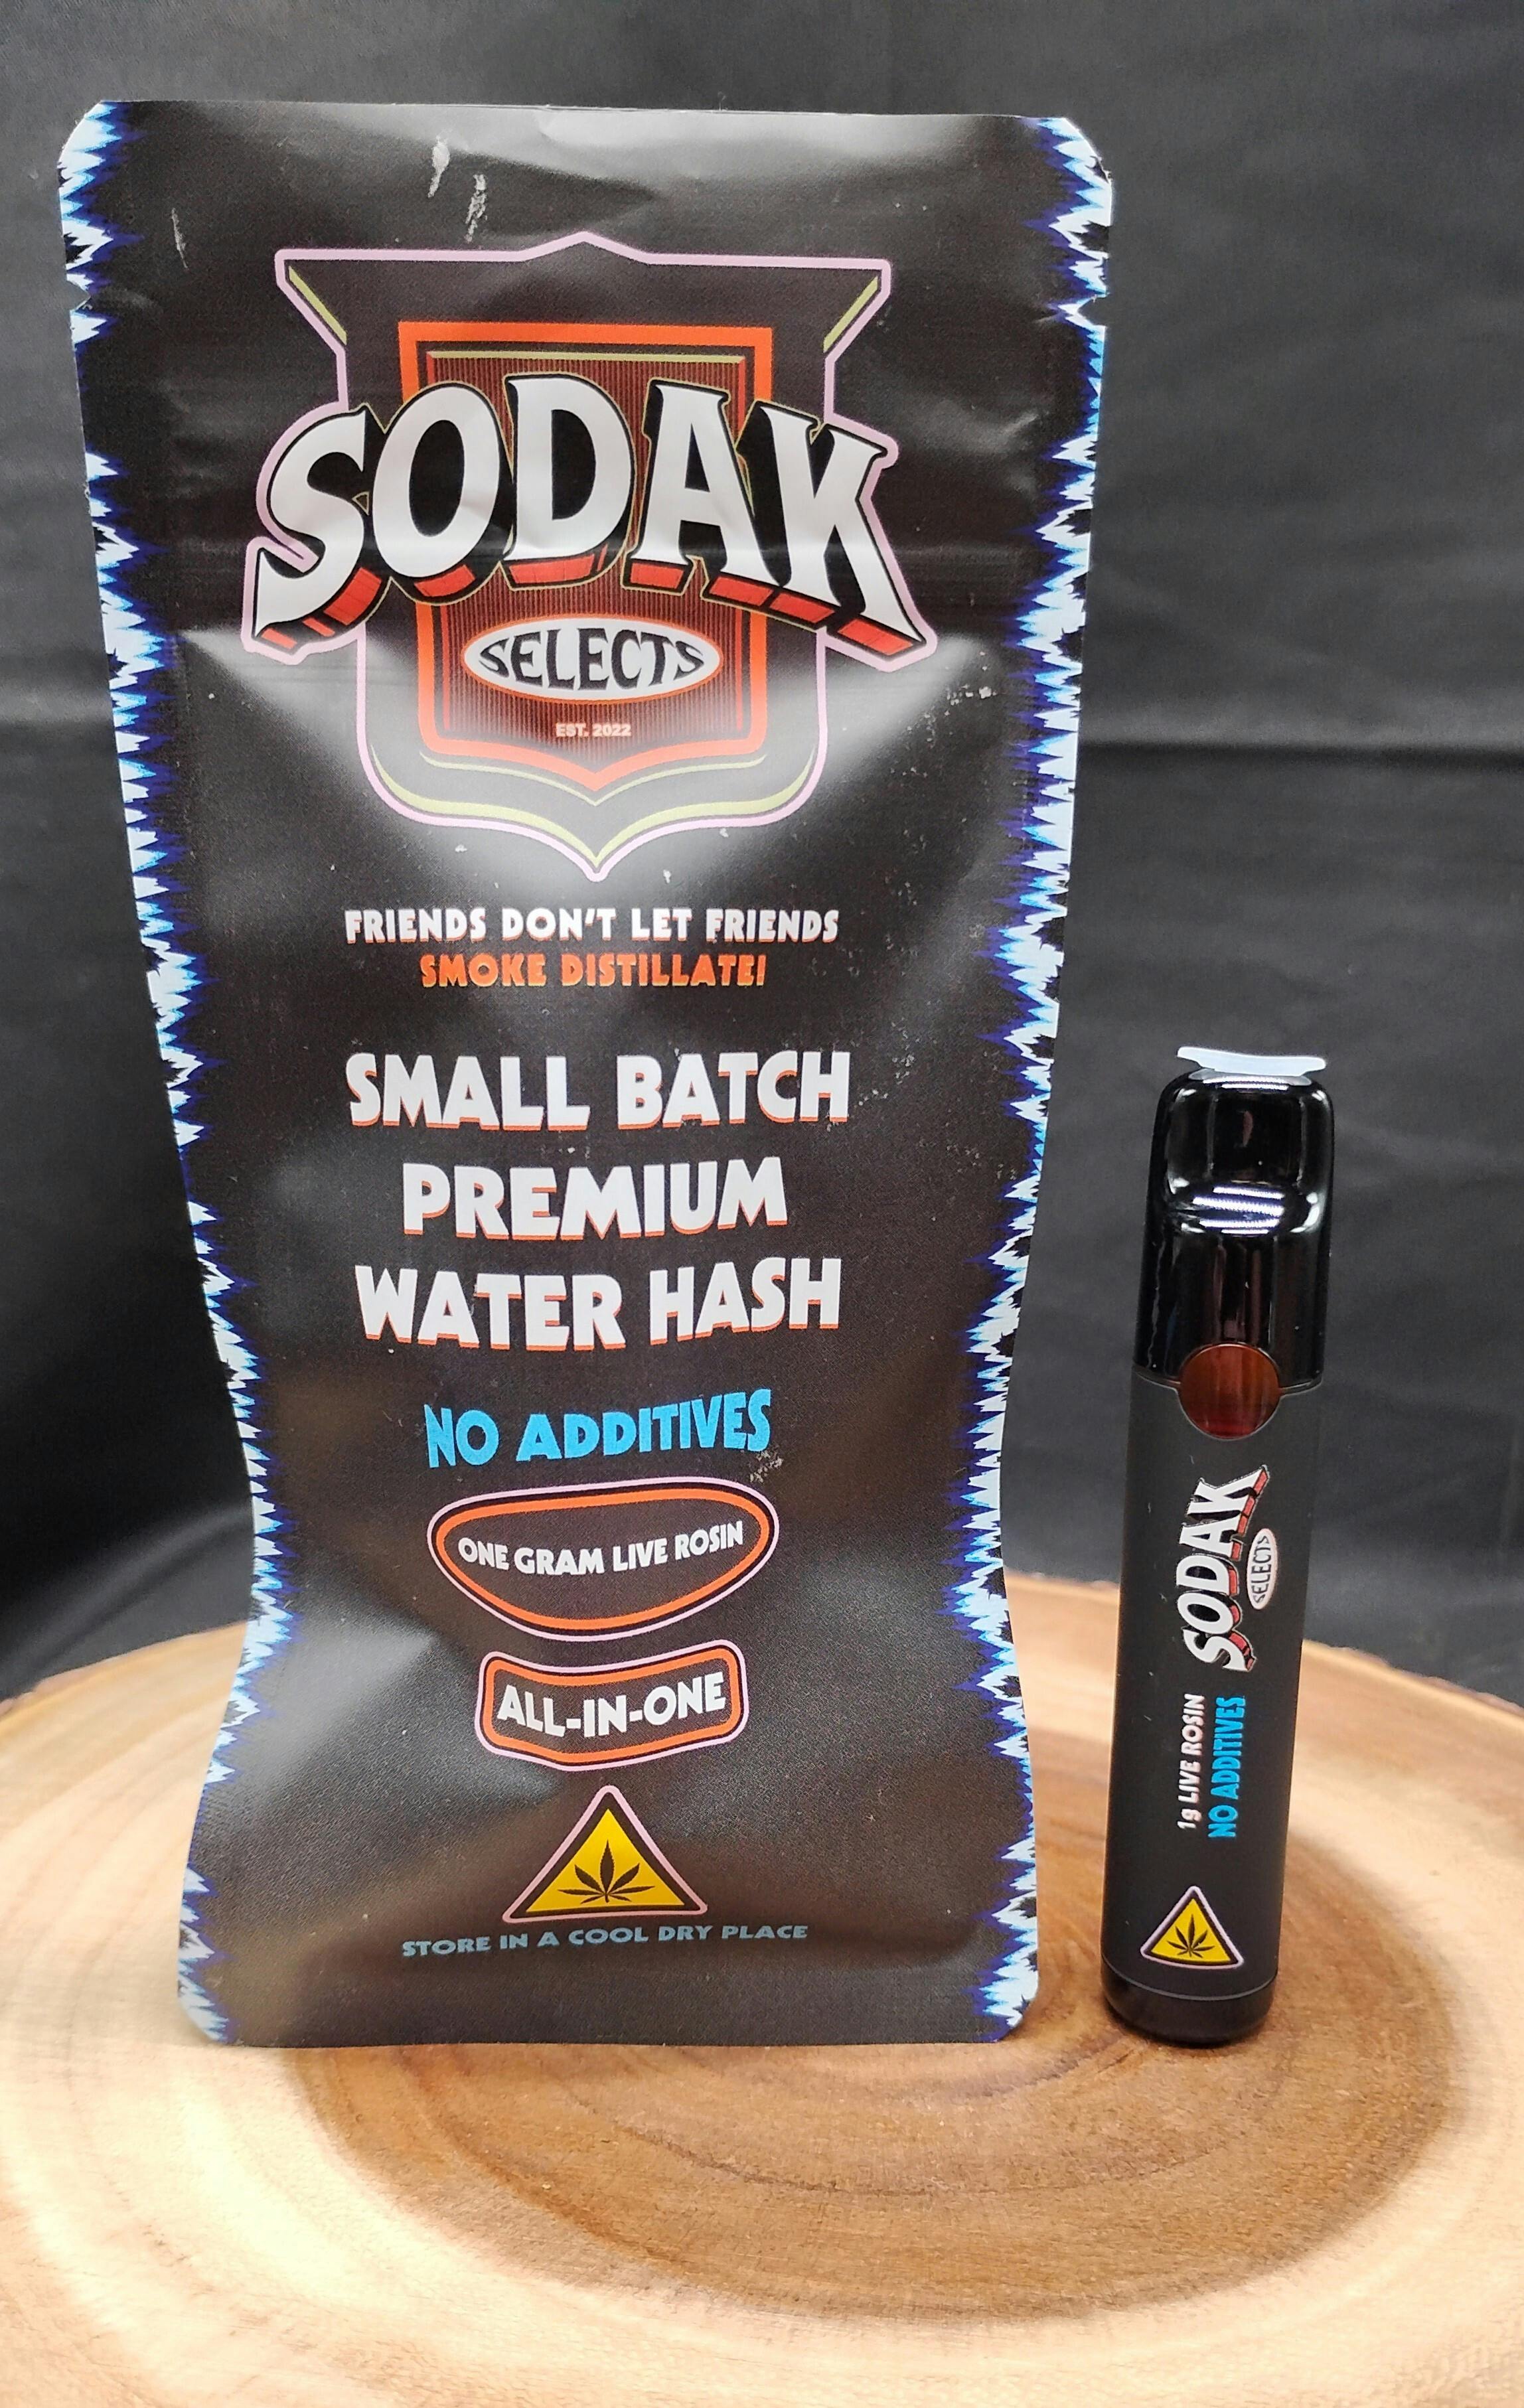 SODAK
SELECTS
EST. 2022
FRIENDS DON'T LET FRIENDS
SMOKE DISTILLATE!
SMALL BATCH
PREMIUM
WATER HASH
NO ADDITIVES
ONE GRAM LIVE ROSIN
ALL-IN-ONE
STORE IN A COOL DRY PLACE
SODAK
SELECTS
1g LIVE ROSIN
NO ADDITIVES